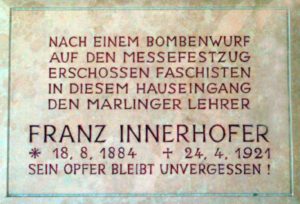 NACH EINEM BOMBENWURF
AUF DEN MESSEFESTZUG
ERSCHOSSEN FASCHISTEN
IN DIESEM HAUSEINGANG
DEN MARLINGER LEHRER
FRANZ INNERHOFER
* 18. 8. 1884 + 24. 4. 1921
SEIN OPFER BLEIBT UNVERGESSEN !